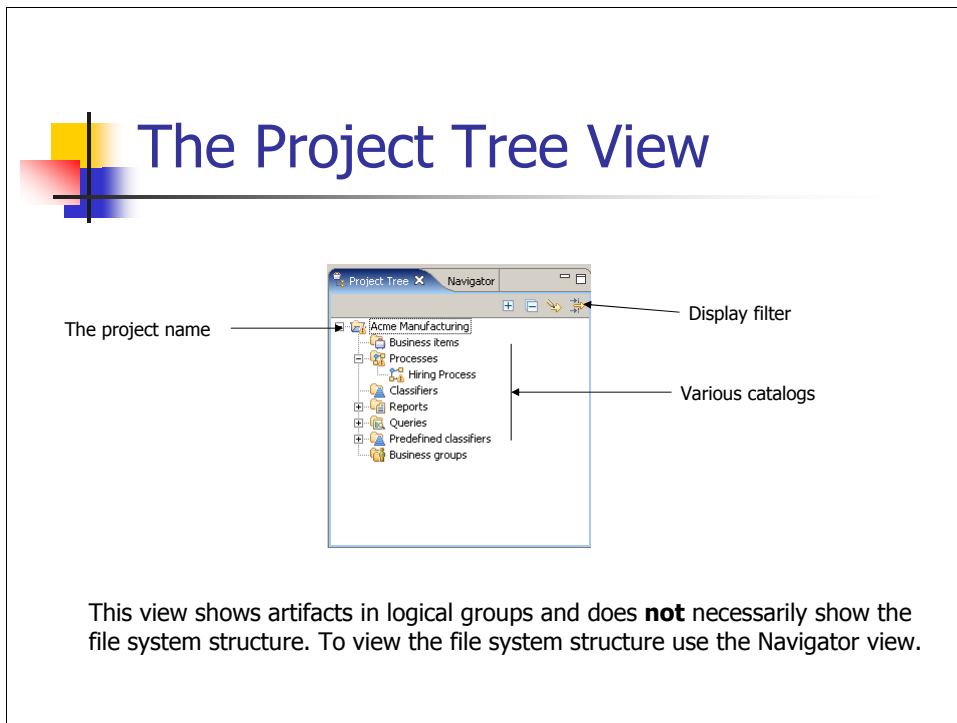 The Project Tree View
Project Tree Navigator
Display filter
The project name
Acme Manufacturing
Business items
Processes
Hiring Process
Classifiers
Various catalogs
Reports
Queries
Predefined classifiers
Business groups
This view shows artifacts in logical groups and does not necessarily show the
file system structure. To view the file system structure use the Navigator view.